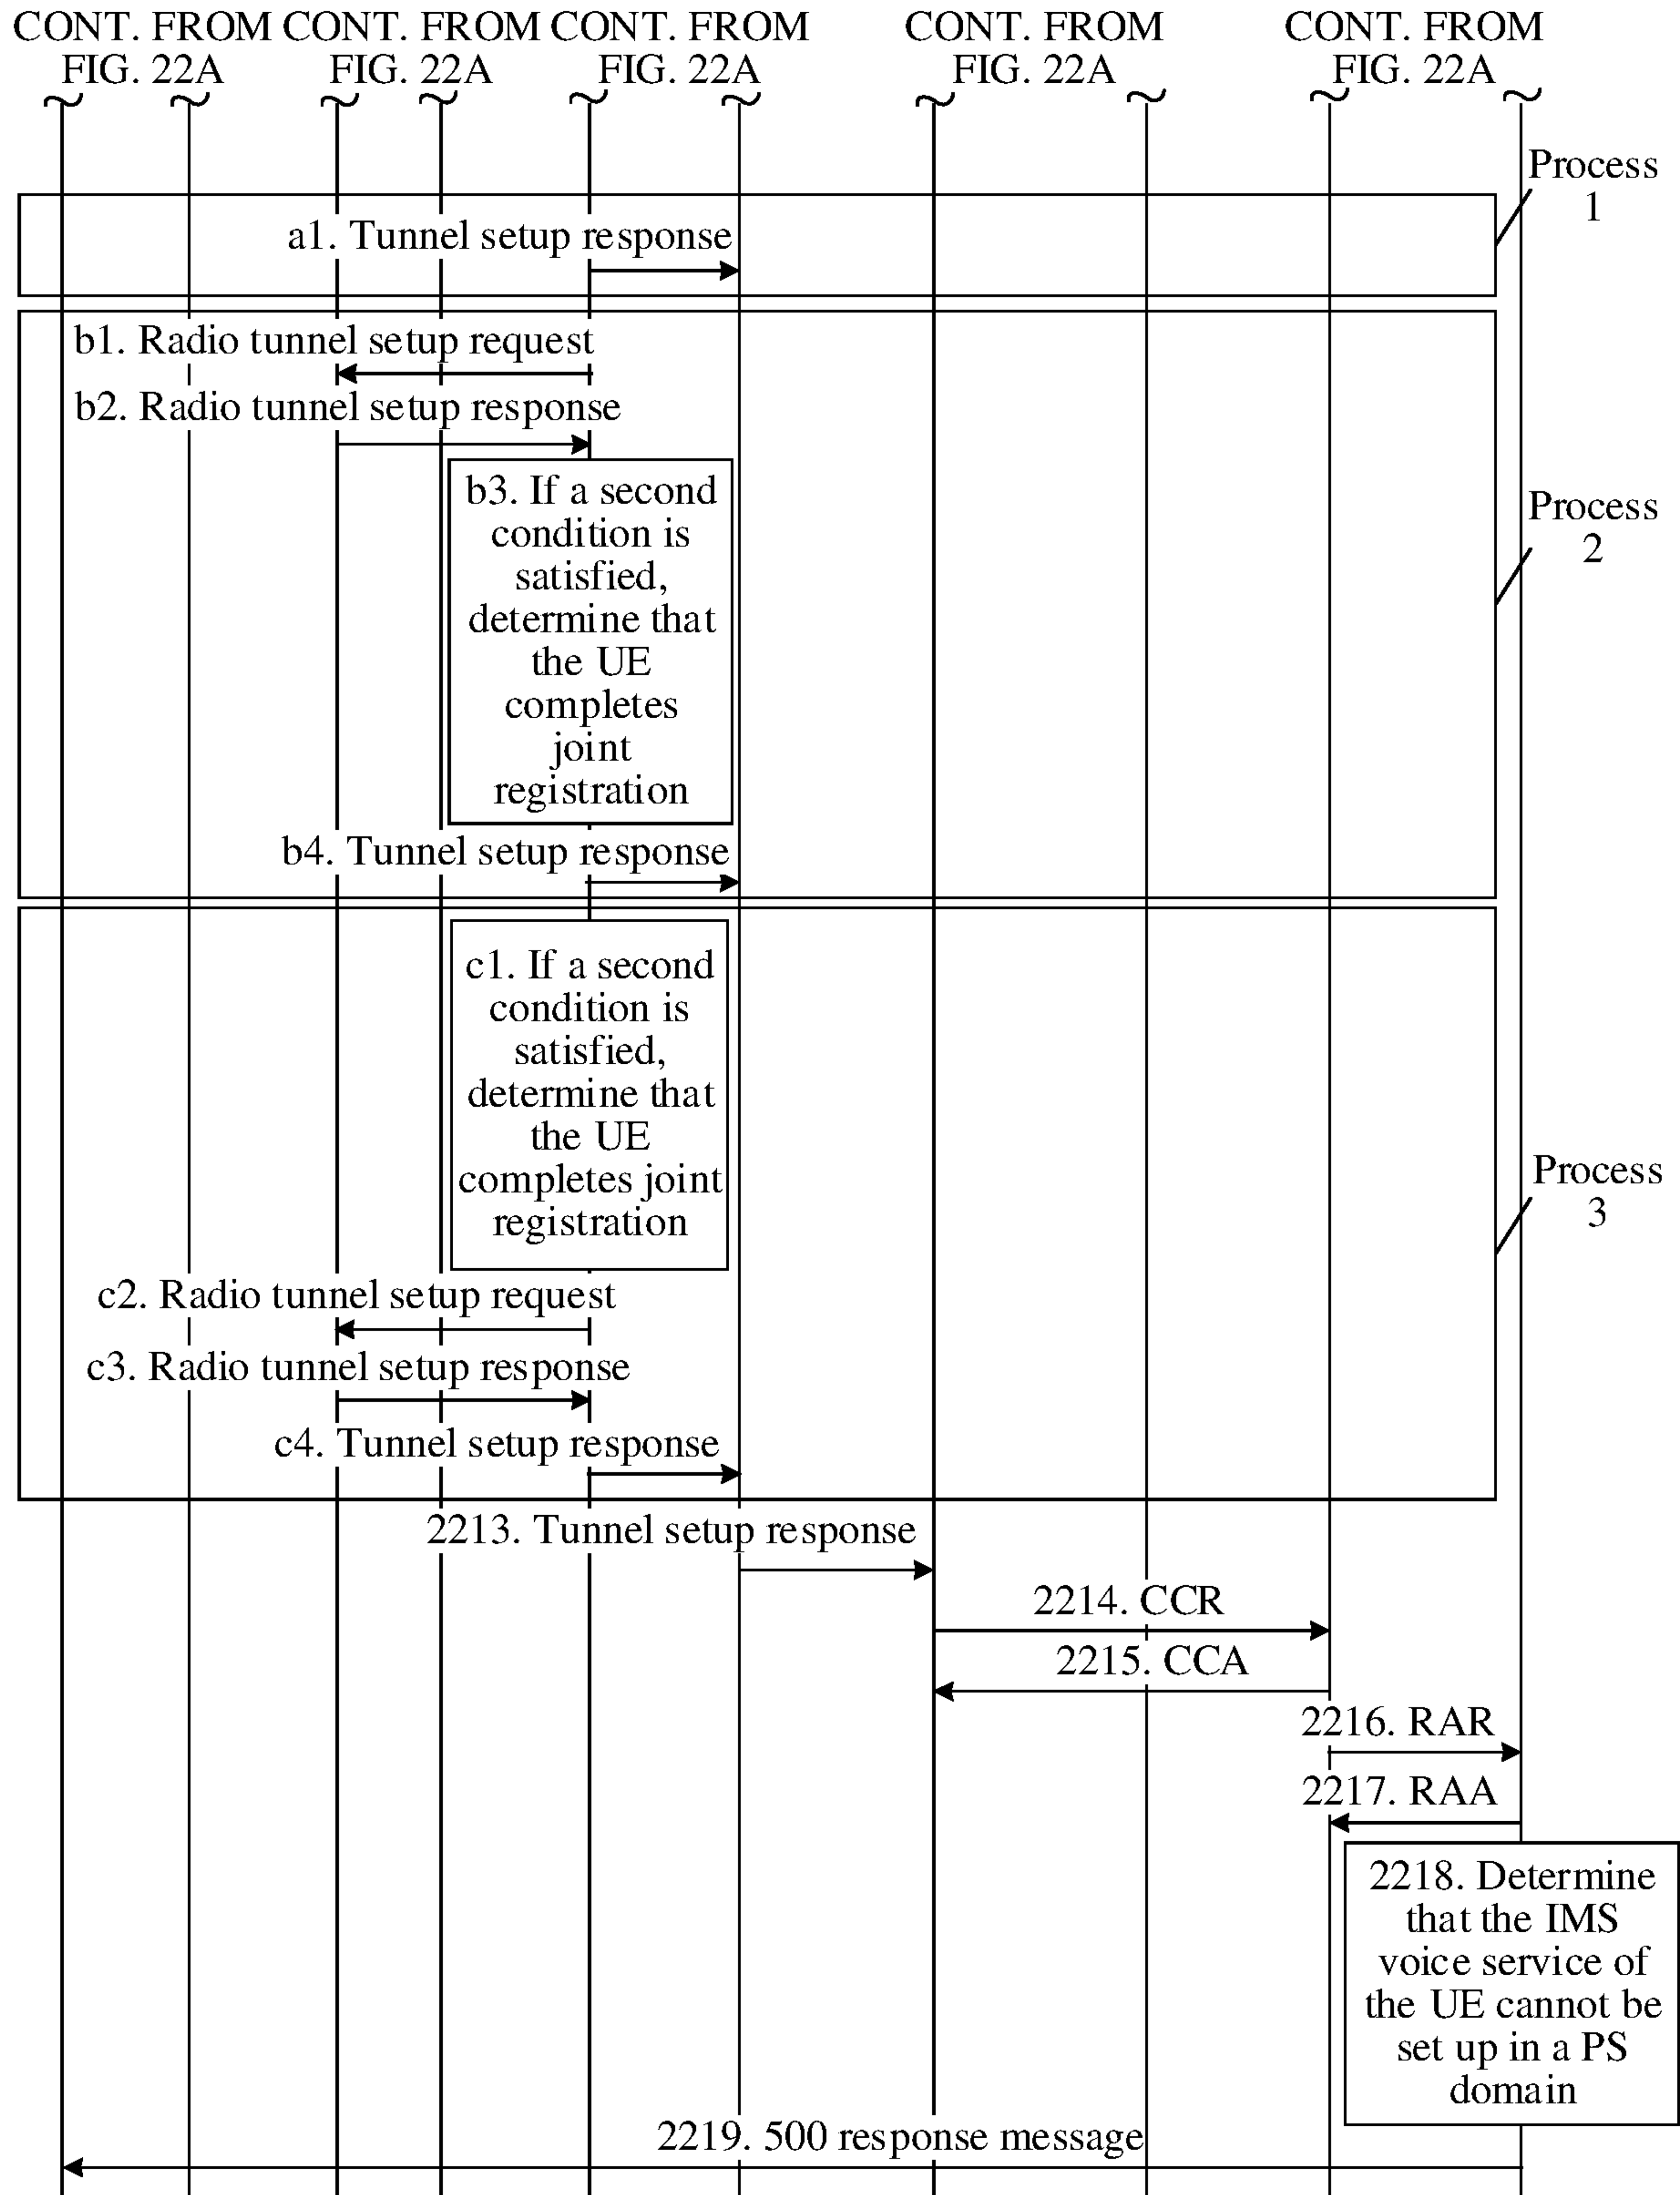 CONT. FROM CONT. FROM CONT. FROM CONT. FROM CONT. FROM
FIG. 22A FIG. 22A FIG. 22A FIG. 22A FIG. 22A
Process
1
a1. Tunnel setup response
b1. Radio tunnel setup request
b2. Radio tunnel setup response
b3. If a second
condition is
satisfied,
determine that
the UE
completes
joint
registration
Process
2
b4. Tunnel setup response
c1. If a second
condition is
satisfied,
determine that
the UE
completes joint
registration
Process
3
c2. Radio tunnel setup request
c3. Radio tunnel setup response
c4. Tunnel setup response
2213. Tunnel setup response
2214. CCR
2215. CCA
2216. RAR
2217. RAA
2218. Determine
that the IMS
voice service of
the UE cannot be
set up in a PS
domain
2219. 500 response message